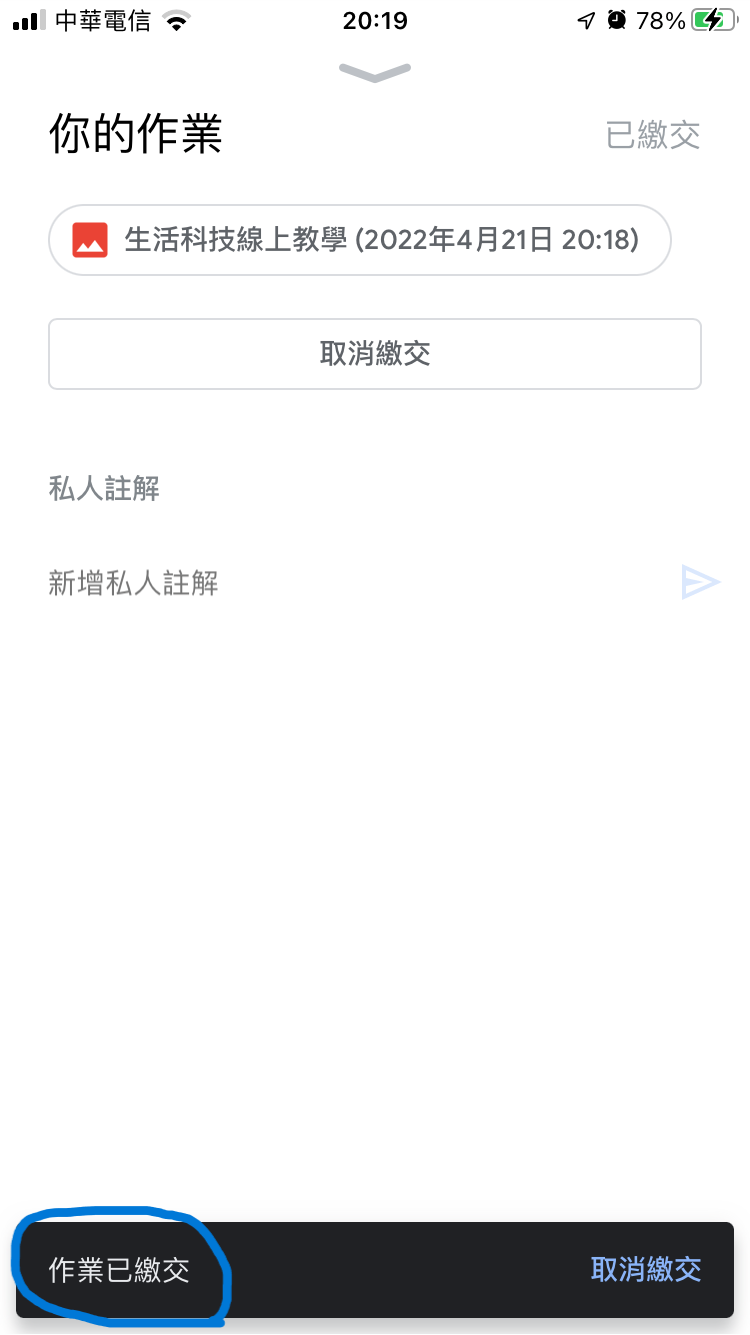 中華電信 20:19 78%
你的作業 已繳交
生活科技線上教學 (2022年4月21日 20:18)
取消繳交
私人註解
新增私人註解
作業已繳交 取消繳交